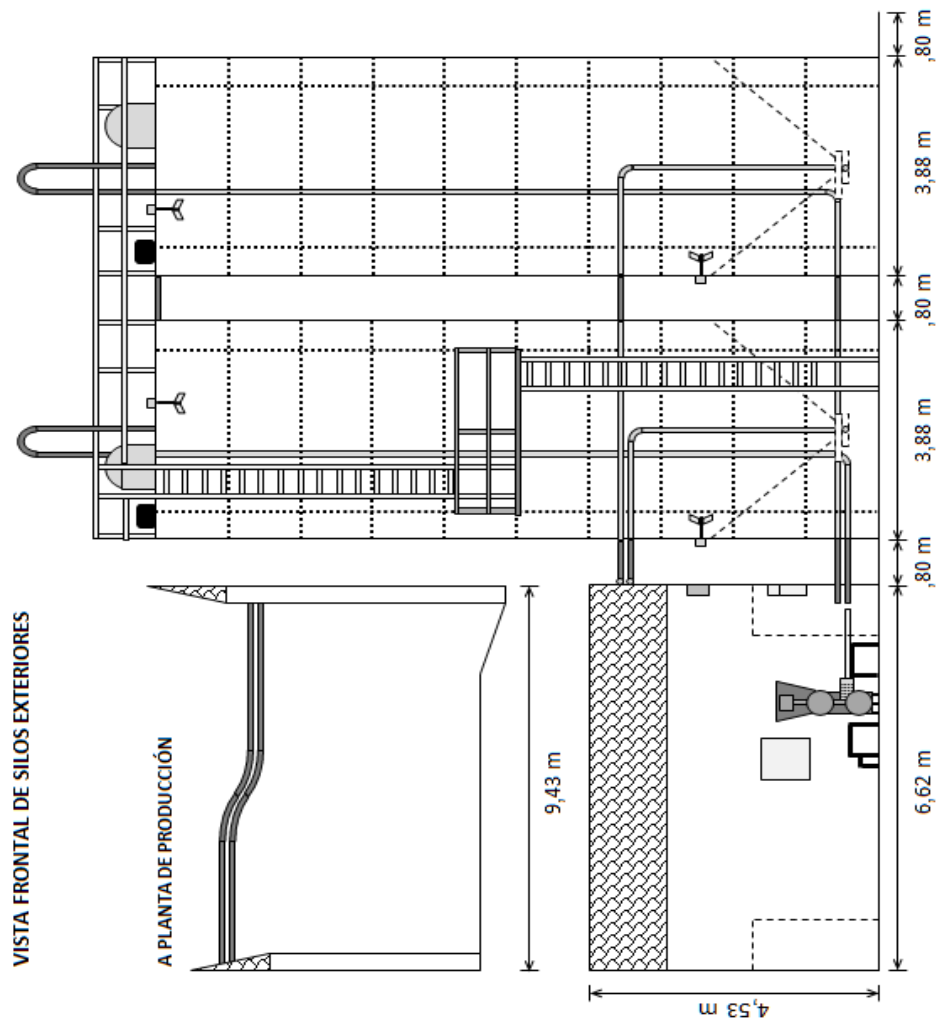 VISTA FRONTAL DE SILOS EXTERIORES
A PLANTA DE PRODUCCIÓN
9,43 m
4,53 m
6,62 m
,80 m
3,88 m
,80 m
3,88 m
,80 m